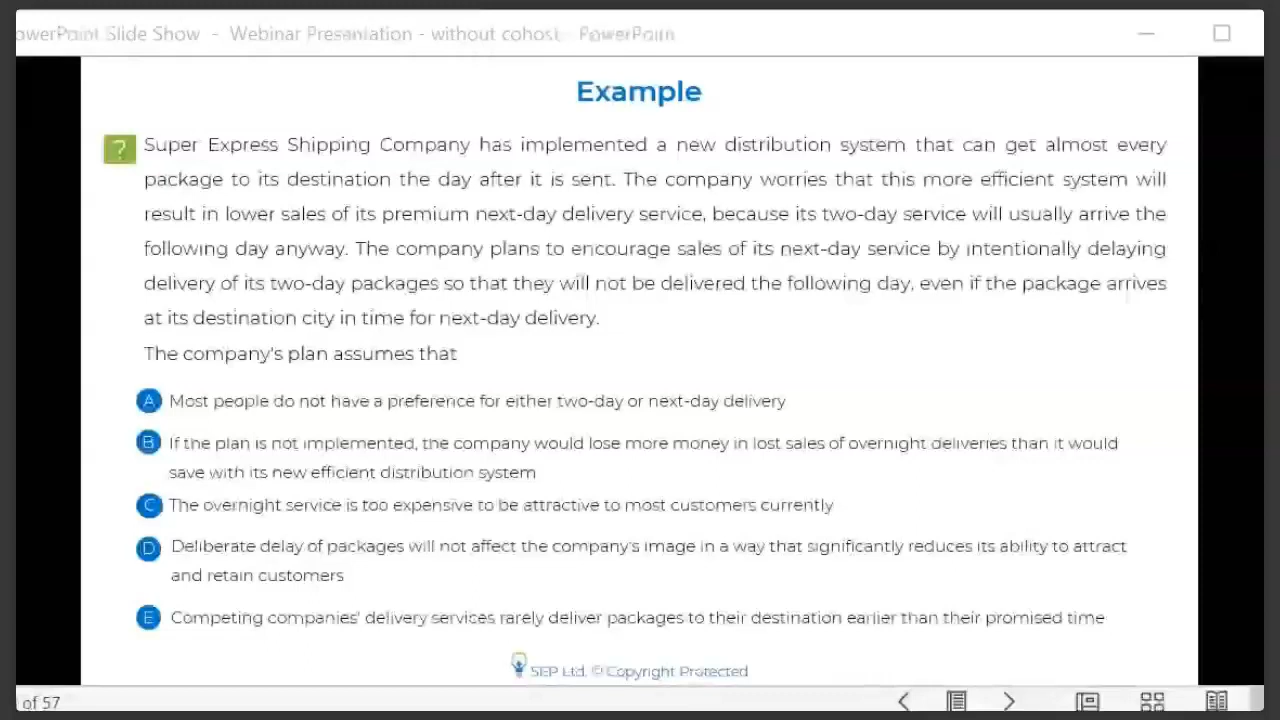 owerPoint Slide Show - Webinar Presentation - without cohost - PowerPoin
Example
?
Super Express Shipping Company has implemented a new distribution system that can get almost every
package to its destination the day after it is sent. The company worries that this more efficient system will
result in lower sales of its premium next-day delivery service, because its two-day service will usually arrive the
following day anyway. The company plans to encourage sales of its next-day service by intentionally delaying
delivery of its two-day packages so that they will not be delivered the following day, even if the package arrives
at its destination city in time for next-day delivery.
The company's plan assumes that
A Most people do not have a preference for either two-day or next-day delivery
B If the plan is not implemented, the company would lose more money in lost sales of overnight deliveries than it would
save with its new efficient distribution system
C The overnight service is too expensive to be attractive to most customers currently
D Deliberate delay of packages will not affect the company's image in a way that significantly reduces its ability to attract
and retain customers
E Competing companies' delivery services rarely deliver packages to their destination earlier than their promised time
SEP Ltd. © Copyright Protected
of 57